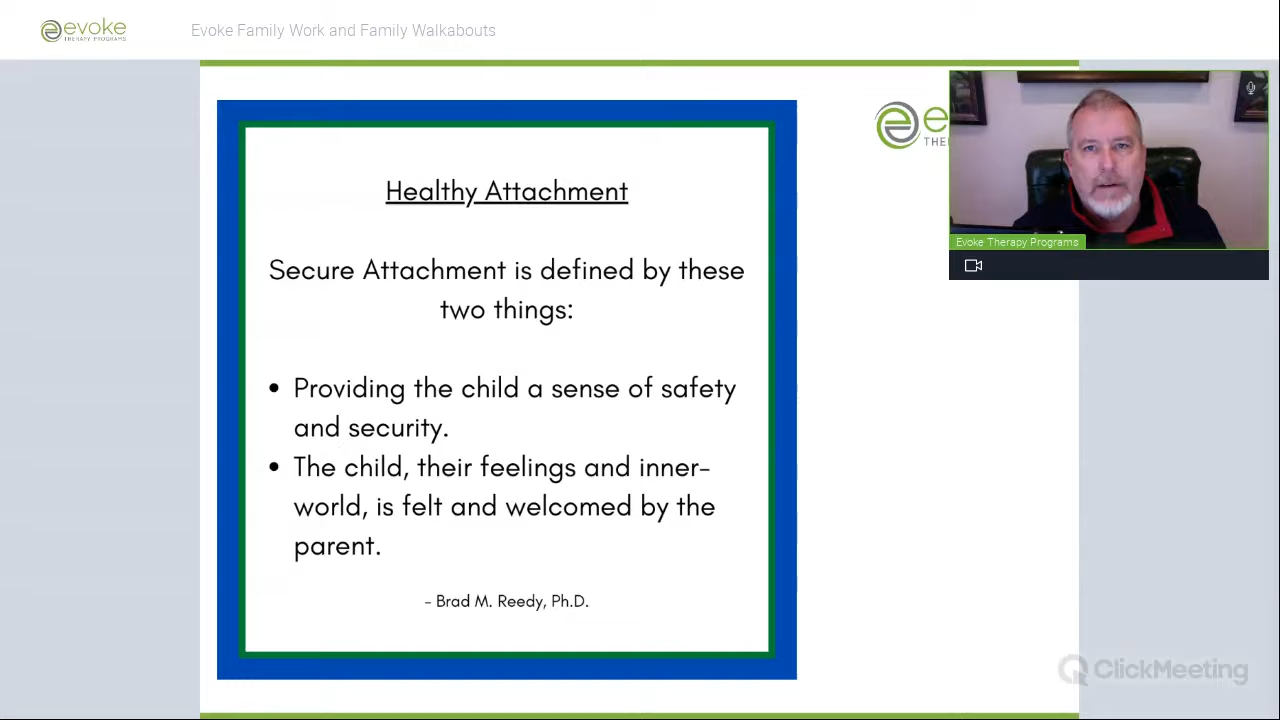 evoke
THERAPY PROGRAMS
Evoke Family Work and Family Walkabouts
Healthy Attachment
Secure Attachment is defined by these
two things:
• Providing the child a sense of safety
and security.
• The child, their feelings and inner-
world, is felt and welcomed by the
parent.
- Brad M. Reedy, Ph.D.
e
THE
Evoke Therapy Programs
ClickMeeting